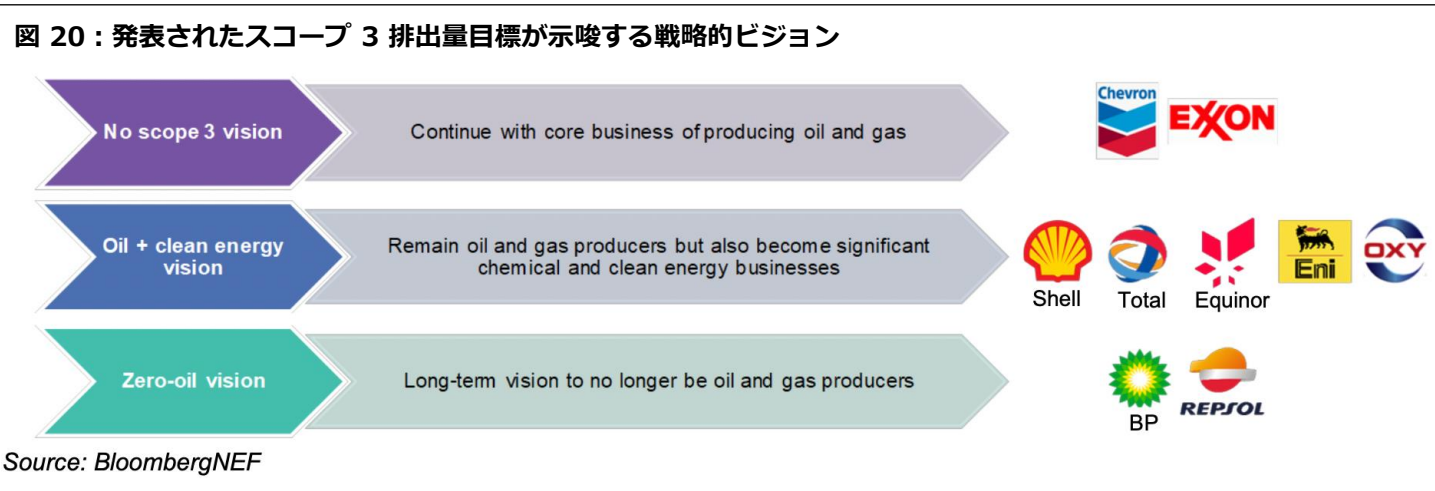 図 20：発表されたスコープ 3 排出量目標が示唆する戦略的ビジョン
No scope 3 vision
Continue with core business of producing oil and gas
Chevron
EXXON
Oil + clean energy
vision
Remain oil and gas producers but also become significant
chemical and clean energy businesses
Shell
Total
Equinor
Eni
OXY
Zero-oil vision
Long-term vision to no longer be oil and gas producers
BP
REPSOL
Source: BloombergNEF